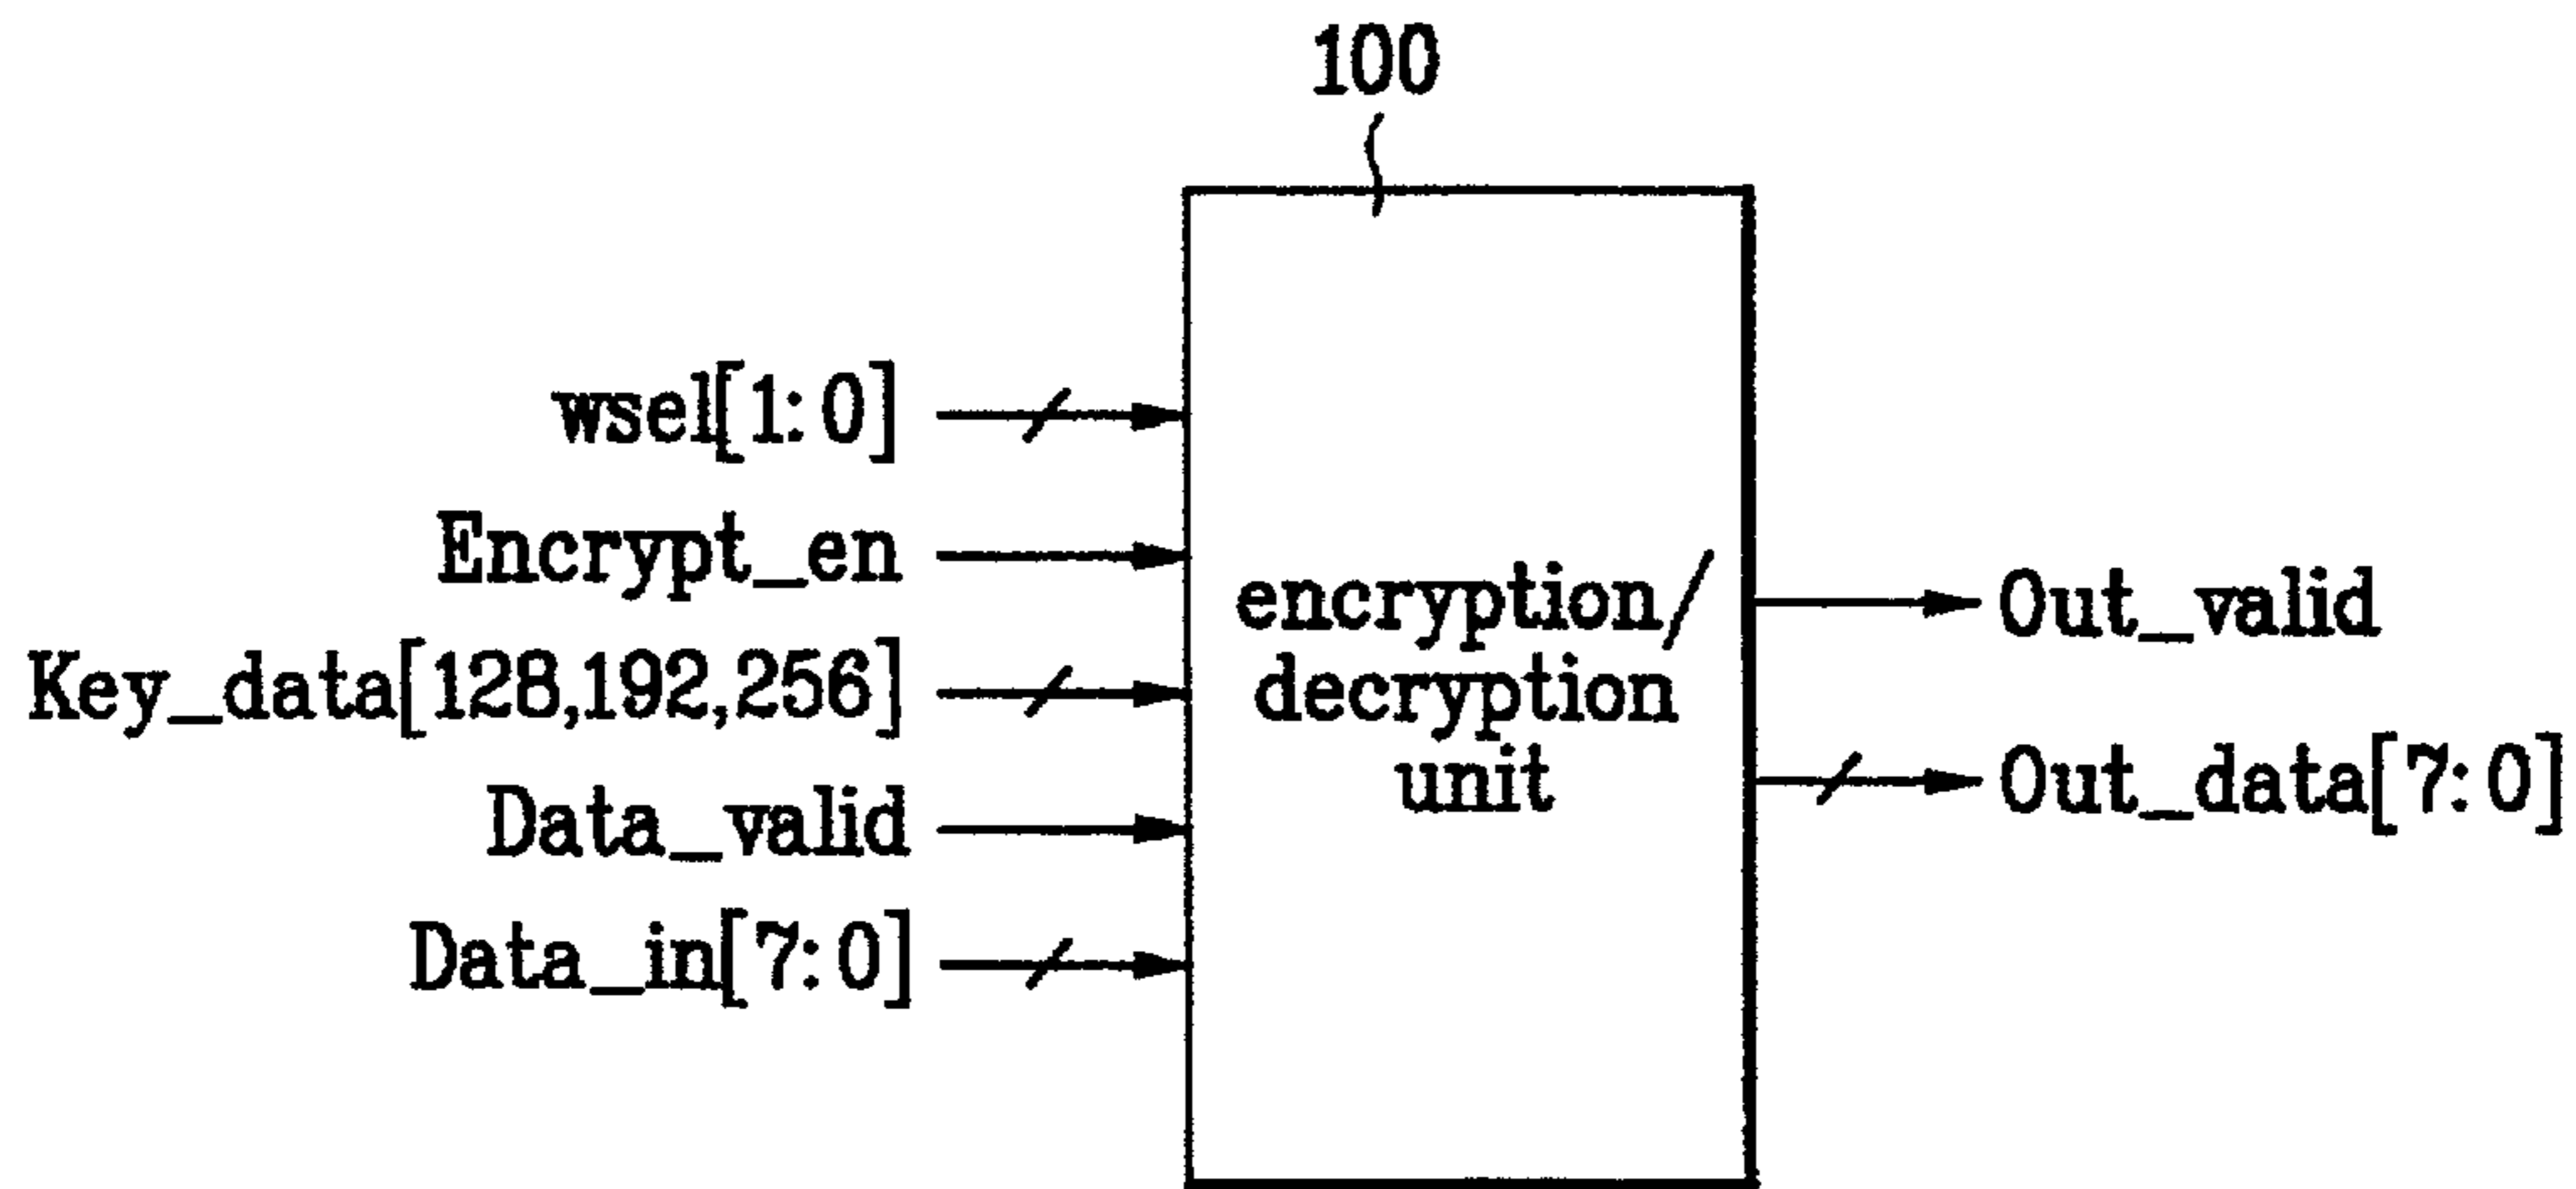 100
wsel[1:0]
Encrypt_en
Key_data[128,192,256]
Data_valid
Data_in[7:0]
encryption/
decryption
unit
Out_valid
Out_data[7:0]